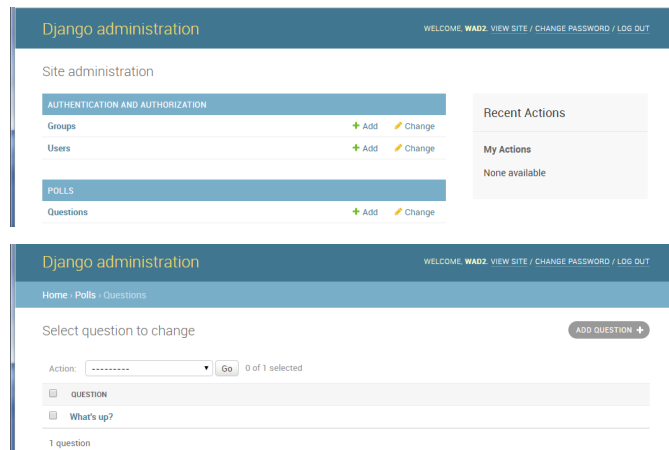 Django administration
WELCOME, WAD2. VIEW SITE / CHANGE PASSWORD / LOG OUT
Site administration
AUTHENTICATION AND AUTHORIZATION
Groups + Add Change
Users + Add Change
POLLS
Questions + Add Change
Recent Actions
My Actions
None available
Django administration
WELCOME, WAD2. VIEW SITE / CHANGE PASSWORD / LOG OUT
Home › Polls › Questions
Select question to change
ADD QUESTION +
Action: --------- Go 0 of 1 selected
QUESTION
What's up?
1 question